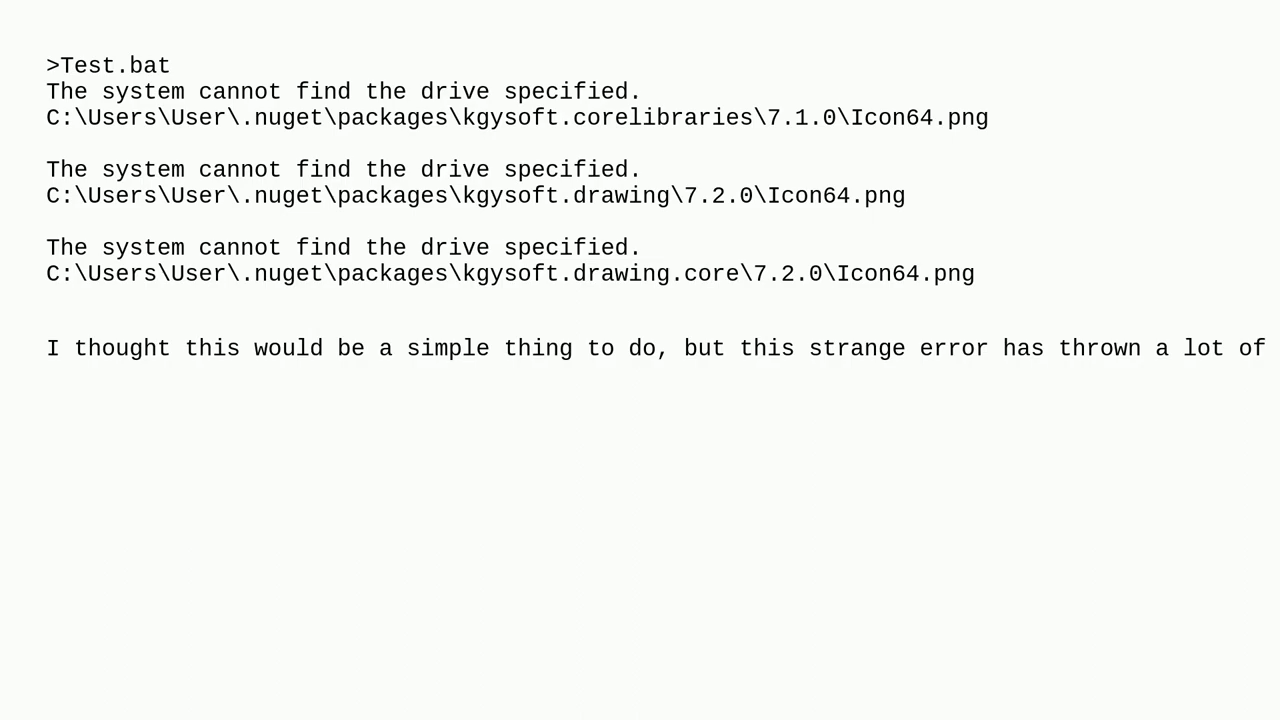 >Test.bat
The system cannot find the drive specified.
C:\Users\User\.nuget\packages\kgysoft.corelibraries\7.1.0\Icon64.png
The system cannot find the drive specified.
C:\Users\User\.nuget\packages\kgysoft.drawing\7.2.0\Icon64.png
The system cannot find the drive specified.
C:\Users\User\.nuget\packages\kgysoft.drawing.core\7.2.0\Icon64.png
I thought this would be a simple thing to do, but this strange error has thrown a lot of